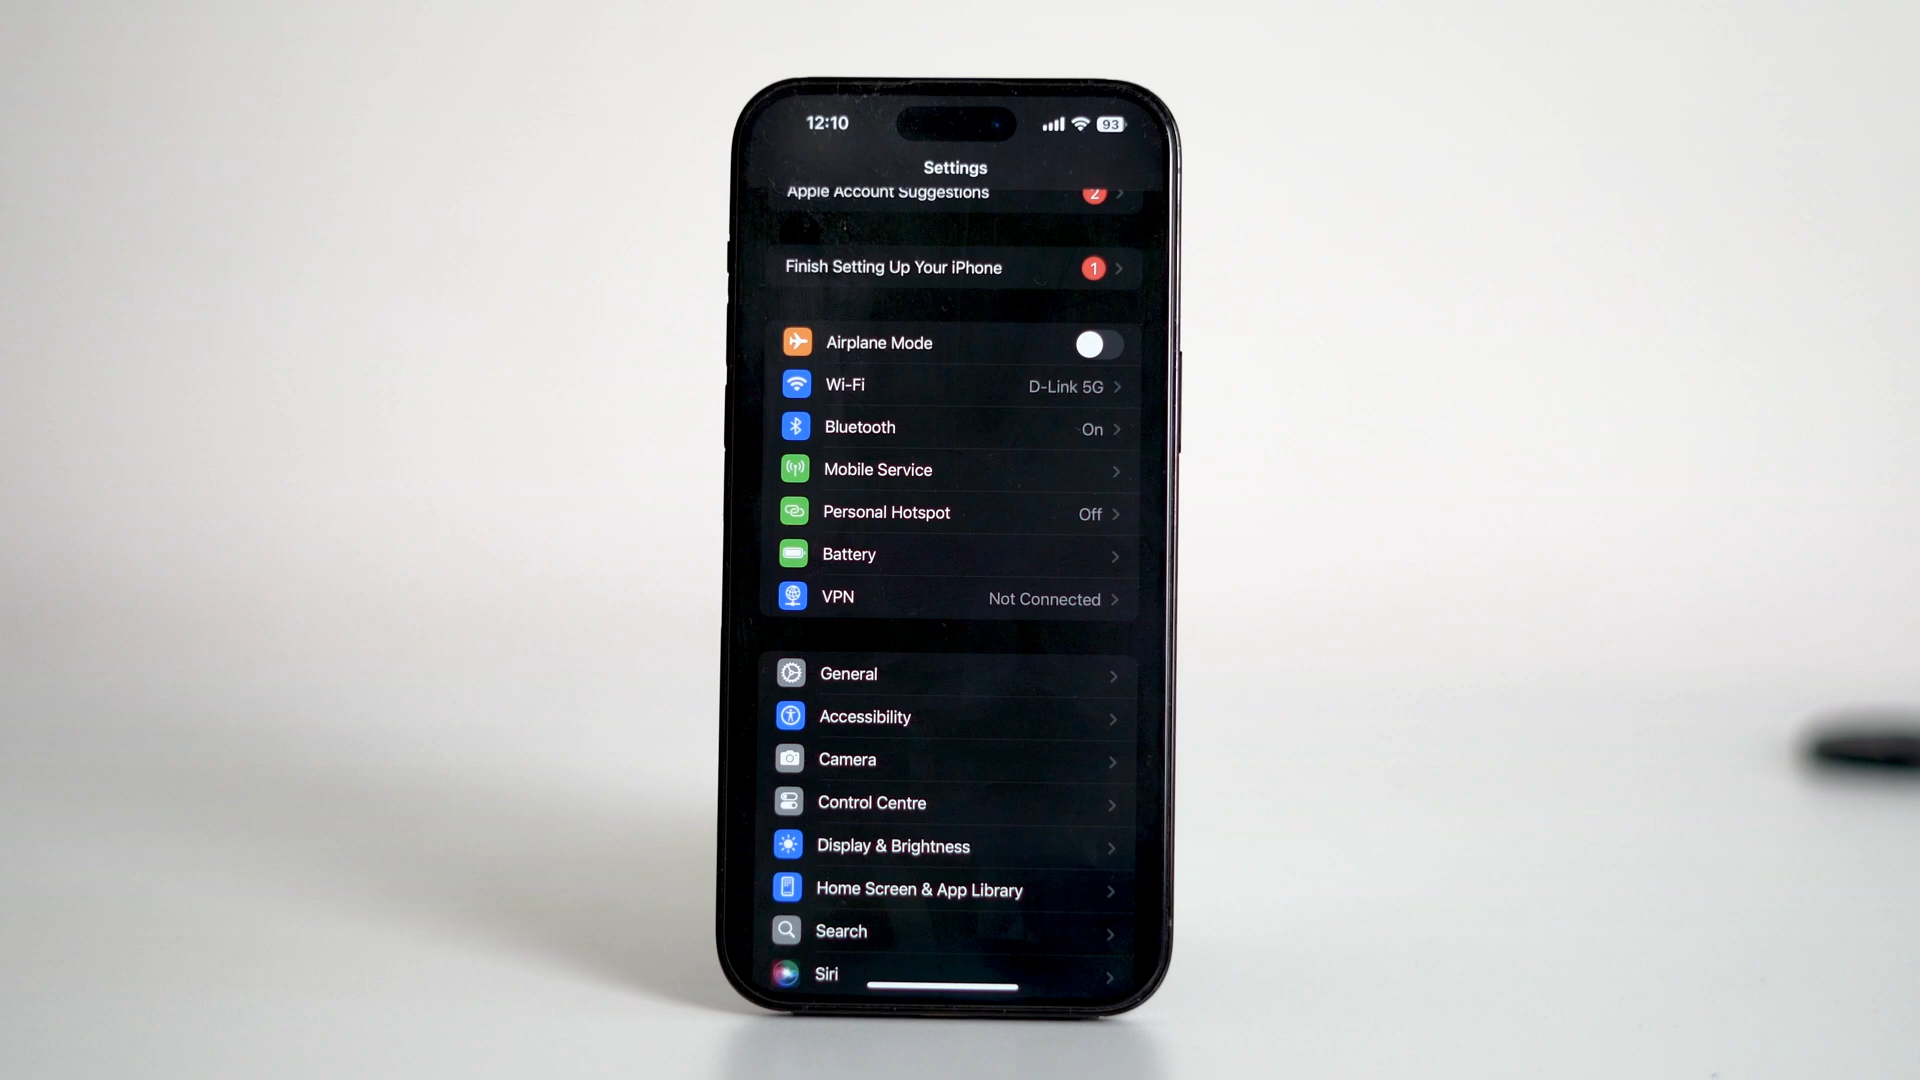 12:10
93
Settings
Apple Account Suggestions 2
Finish Setting Up Your iPhone 1
Airplane Mode
Wi-Fi D-Link 5G
Bluetooth On
Mobile Service
Personal Hotspot Off
Battery
VPN Not Connected
General
Accessibility
Camera
Control Centre
Display & Brightness
Home Screen & App Library
Search
Siri